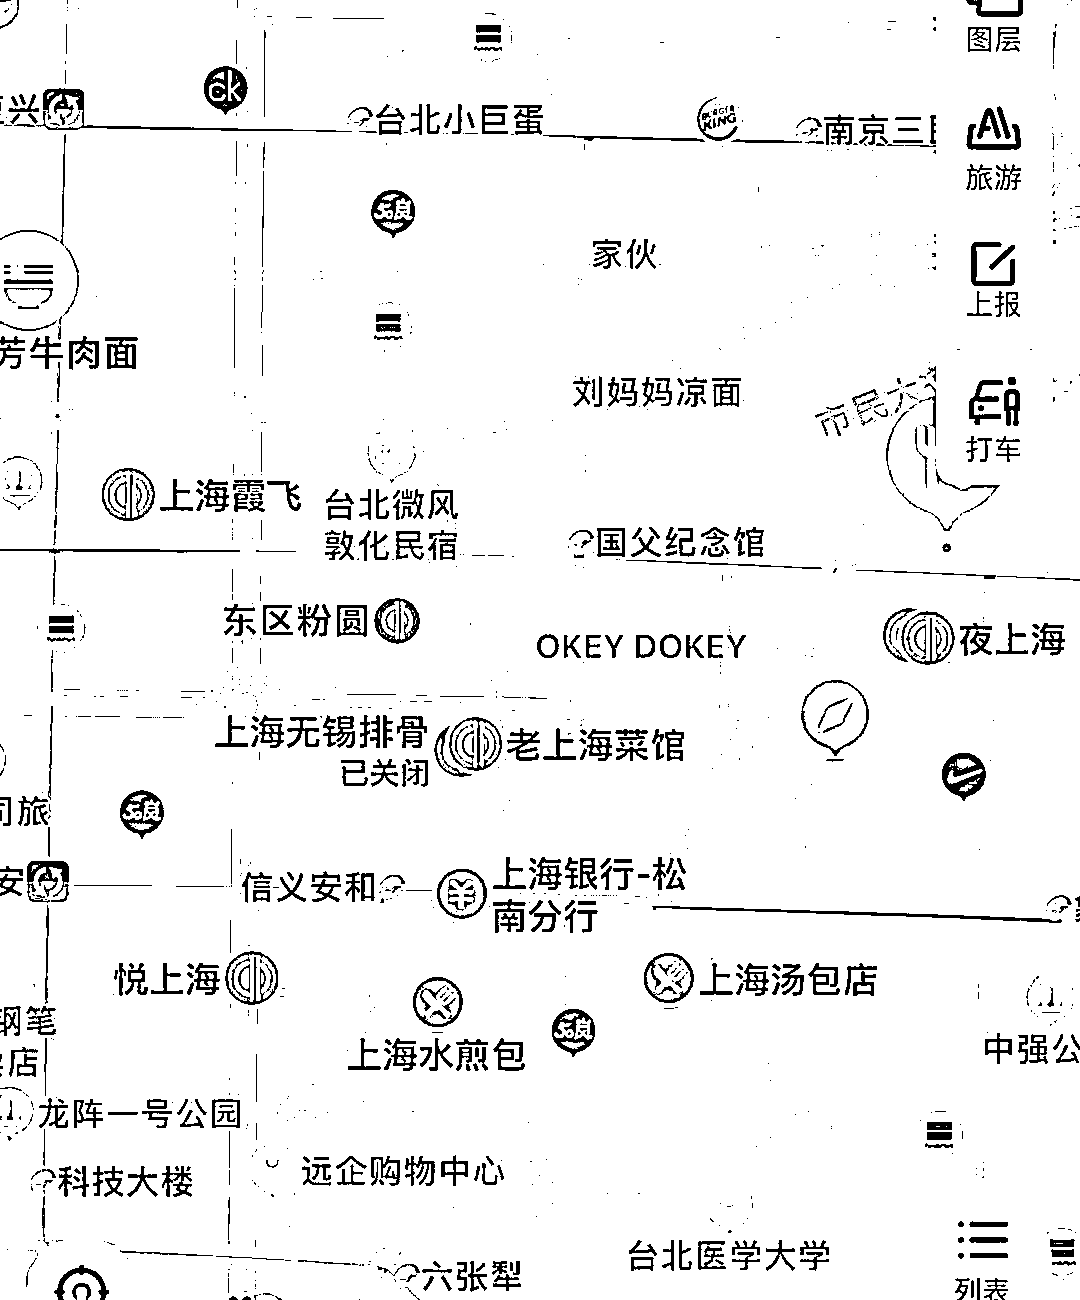 图层
兴
ck
台北小巨蛋
BURGER KING
南京三
旅游
家伙
上报
芳牛肉面
刘妈妈凉面
市民大
打车
上海霞飞
台北微风
敦化民宿
国父纪念馆
东区粉圆
OKEY DOKEY
夜上海
上海无锡排骨
已关闭
老上海菜馆
司旅
安
信义安和
上海银行-松
南分行
悦上海
上海汤包店
钢笔
店
上海水煎包
中强公
龙阵一号公园
科技大楼
远企购物中心
台北医学大学
六张犁
列表